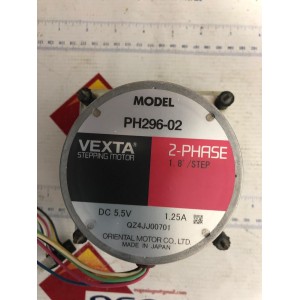 MODEL
PH296-02
VEXTA®
STEPPING MOTOR
2-PHASE
1.8°/STEP
DC 5.5V 1.25A
QZ4JJ00701
ORIENTAL MOTOR CO., LTD.
MADE IN JAPAN